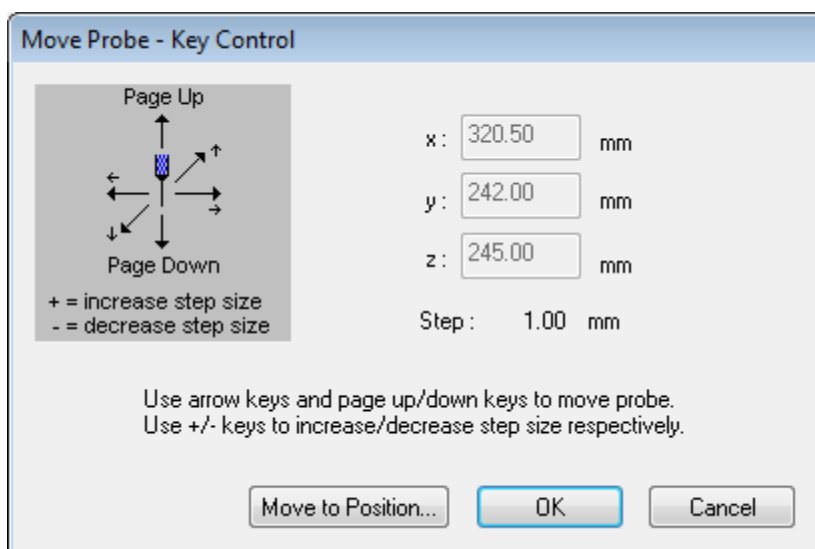 Move Probe - Key Control
Page Up
Page Down
+ = increase step size
- = decrease step size
x : 320.50 mm
y : 242.00 mm
z : 245.00 mm
Step : 1.00 mm
Use arrow keys and page up/down keys to move probe.
Use +/- keys to increase/decrease step size respectively.
Move to Position... OK Cancel